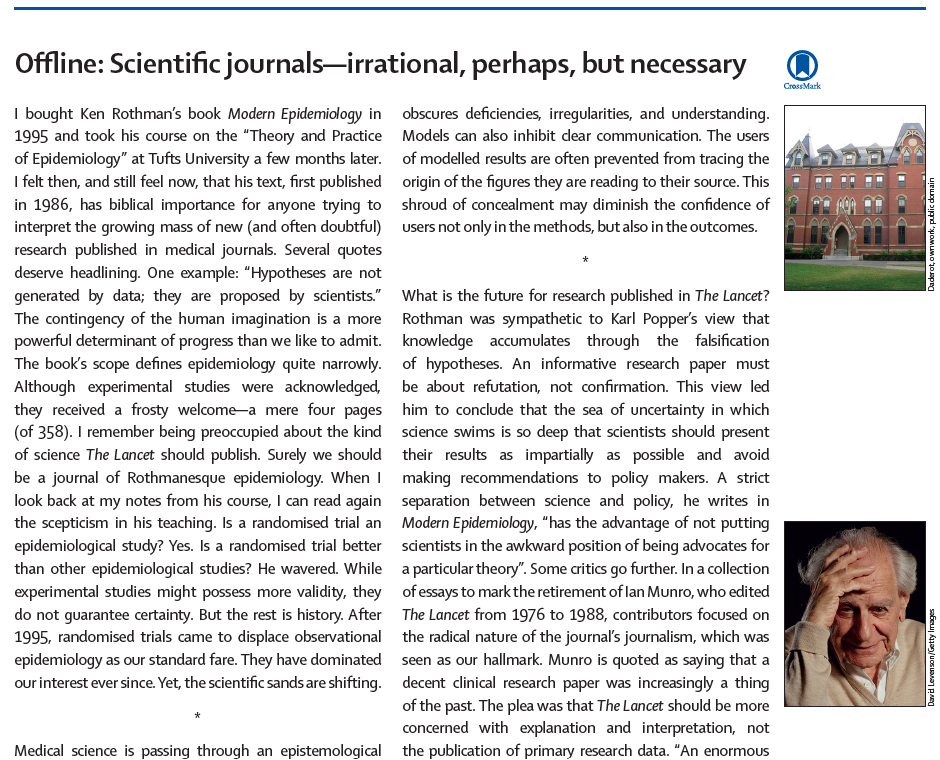 Offline: Scientific journals—irrational, perhaps, but necessary
I bought Ken Rothman’s book Modern Epidemiology in
1995 and took his course on the “Theory and Practice
of Epidemiology” at Tufts University a few months later.
I felt then, and still feel now, that his text, first published
in 1986, has biblical importance for anyone trying to
interpret the growing mass of new (and often doubtful)
research published in medical journals. Several quotes
deserve headlining. One example: “Hypotheses are not
generated by data; they are proposed by scientists.”
The contingency of the human imagination is a more
powerful determinant of progress than we like to admit.
The book’s scope defines epidemiology quite narrowly.
Although experimental studies were acknowledged,
they received a frosty welcome—a mere four pages
(of 358). I remember being preoccupied about the kind
of science The Lancet should publish. Surely we should
be a journal of Rothmanesque epidemiology. When I
look back at my notes from his course, I can read again
the scepticism in his teaching. Is a randomised trial an
epidemiological study? Yes. Is a randomised trial better
than other epidemiological studies? He wavered. While
experimental studies might possess more validity, they
do not guarantee certainty. But the rest is history. After
1995, randomised trials came to displace observational
epidemiology as our standard fare. They have dominated
our interest ever since. Yet, the scientific sands are shifting.
*
Medical science is passing through an epistemological
obscures deficiencies, irregularities, and understanding.
Models can also inhibit clear communication. The users
of modelled results are often prevented from tracing the
origin of the figures they are reading to their source. This
shroud of concealment may diminish the confidence of
users not only in the methods, but also in the outcomes.
*
What is the future for research published in The Lancet?
Rothman was sympathetic to Karl Popper’s view that
knowledge accumulates through the falsification
of hypotheses. An informative research paper must
be about refutation, not confirmation. This view led
him to conclude that the sea of uncertainty in which
science swims is so deep that scientists should present
their results as impartially as possible and avoid
making recommendations to policy makers. A strict
separation between science and policy, he writes in
Modern Epidemiology, “has the advantage of not putting
scientists in the awkward position of being advocates for
a particular theory”. Some critics go further. In a collection
of essays to mark the retirement of Ian Munro, who edited
The Lancet from 1976 to 1988, contributors focused on
the radical nature of the journal’s journalism, which was
seen as our hallmark. Munro is quoted as saying that a
decent clinical research paper was increasingly a thing
of the past. The plea was that The Lancet should be more
concerned with explanation and interpretation, not
the publication of primary research data. “An enormous
CrossMark
Daderot, own work, public domain
David Levenson/Getty Images